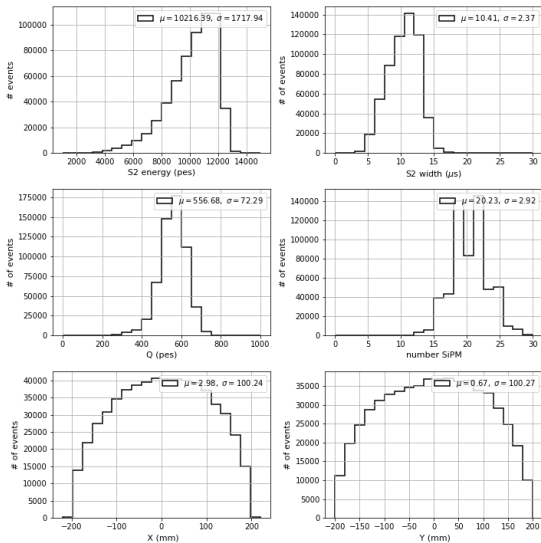 μ=10216.39, σ=1717.94
100000
80000
60000
40000
20000
0
2000 4000 6000 8000 10000 12000 14000
# events
S2 energy (pes)
μ=10.41, σ=2.37
140000
120000
100000
80000
60000
40000
20000
0
0 5 10 15 20 25 30
# of events
S2 width (μs)
μ=556.68, σ=72.29
175000
150000
125000
100000
75000
50000
25000
0
0 200 400 600 800 1000
# of events
Q (pes)
μ=20.23, σ=2.92
140000
120000
100000
80000
60000
40000
20000
0
0 5 10 15 20 25 30
# of events
number SiPM
μ=2.98, σ=100.24
40000
35000
30000
25000
20000
15000
10000
5000
0
−200 −100 0 100 200
# of events
X (mm)
μ=0.67, σ=100.27
35000
30000
25000
20000
15000
10000
5000
0
−200 −150 −100 −50 0 50 100 150 200
# of events
Y (mm)